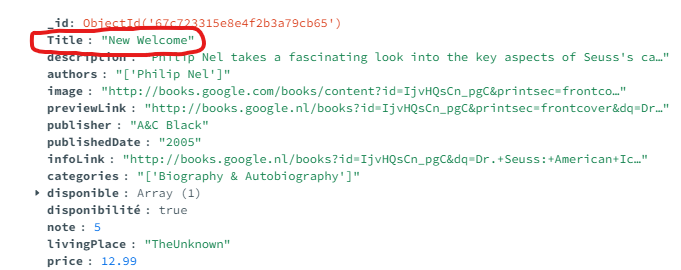 _id: ObjectId('67c723315e8e4f2b3a79cb65')
Title : "New Welcome"
description : "Philip Nel takes a fascinating look into the key aspects of Seuss's ca…"
authors : "['Philip Nel']"
image : "http://books.google.com/books/content?id=IjvHQsCn_pgC&printsec=frontco…"
previewLink : "http://books.google.nl/books?id=IjvHQsCn_pgC&printsec=frontcover&dq=Dr…"
publisher : "A&C Black"
publishedDate : "2005"
infoLink : "http://books.google.nl/books?id=IjvHQsCn_pgC&dq=Dr.+Seuss:+American+Ic…"
categories : "['Biography & Autobiography']"
disponible : Array (1)
disponibilité : true
note : 5
livingPlace : "TheUnknown"
price : 12.99